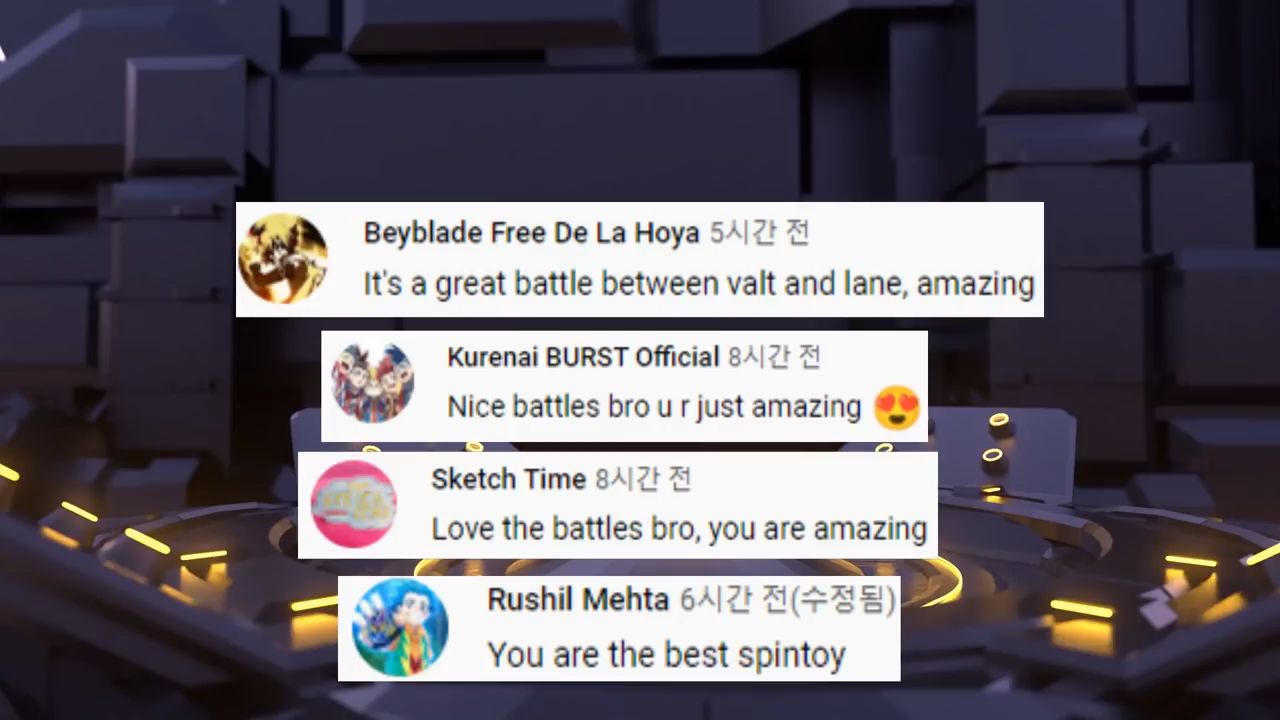 Beyblade Free De La Hoya 5시간 전
It's a great battle between valt and lane, amazing
Kurenai BURST Official 8시간 전
Nice battles bro u r just amazing 😍
Sketch Time 8시간 전
Love the battles bro, you are amazing
Rushil Mehta 6시간 전(수정됨)
You are the best spintoy